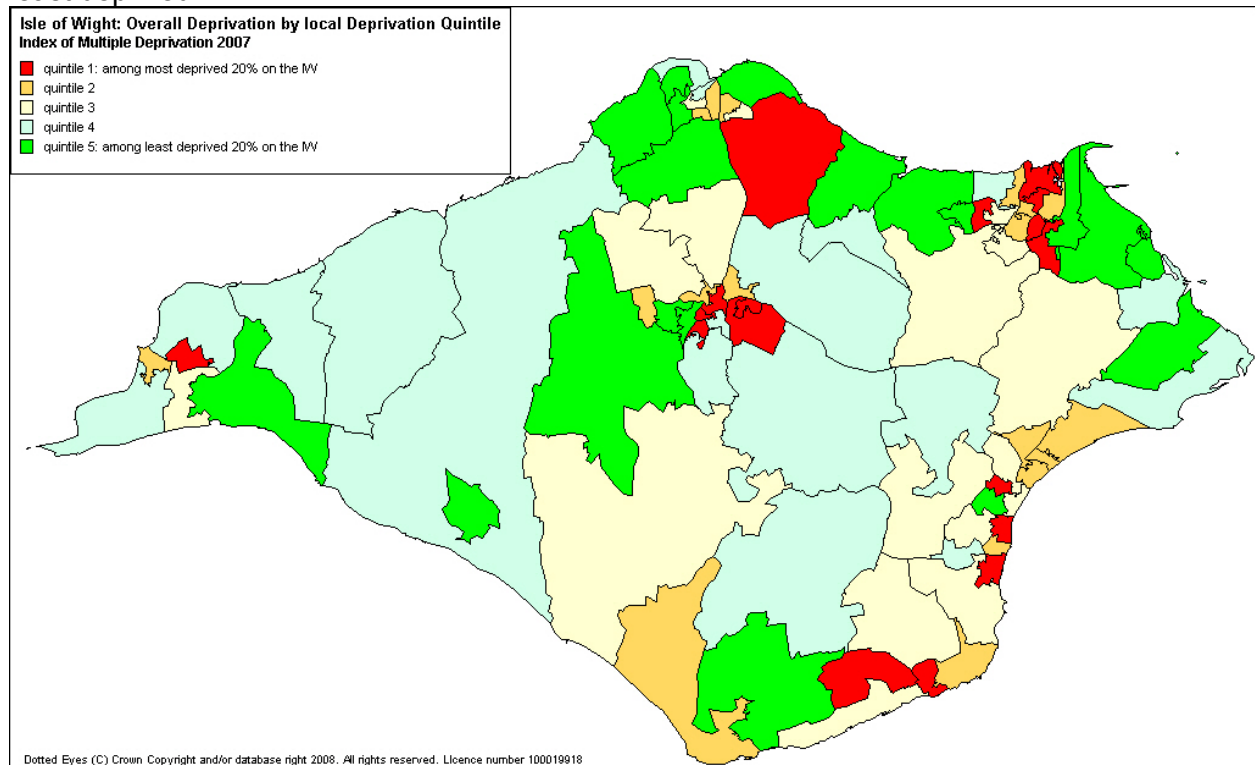 Isle of Wight: Overall Deprivation by local Deprivation Quintile
Index of Multiple Deprivation 2007
quintile 1: among most deprived 20% on the IW
quintile 2
quintile 3
quintile 4
quintile 5: among least deprived 20% on the IW
Dotted Eyes (C) Crown Copyright and/or database right 2008. All rights reserved. Licence number 100019918